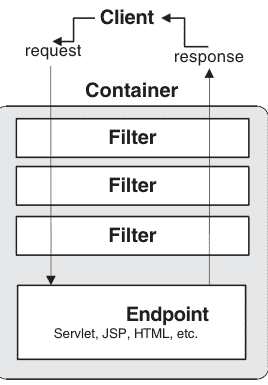 Client
request
response
Container
Filter
Filter
Filter
Endpoint
Servlet, JSP, HTML, etc.